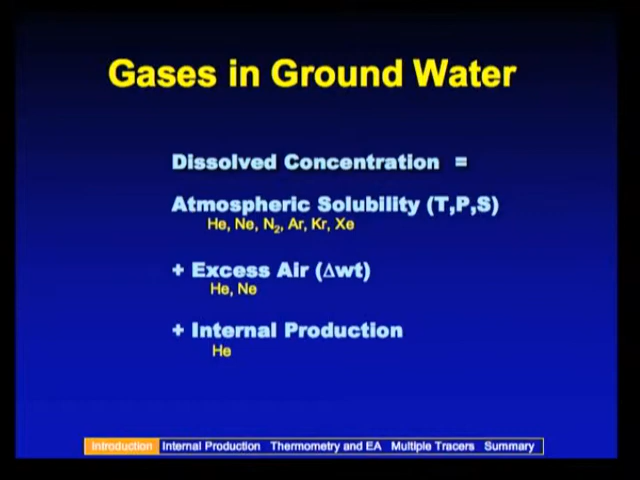 Gases in Ground Water
Dissolved Concentration =
Atmospheric Solubility (T,P,S)
He, Ne, N₂, Ar, Kr, Xe
+ Excess Air (Δwt)
He, Ne
+ Internal Production
He
Introduction Internal Production Thermometry and EA Multiple Tracers Summary